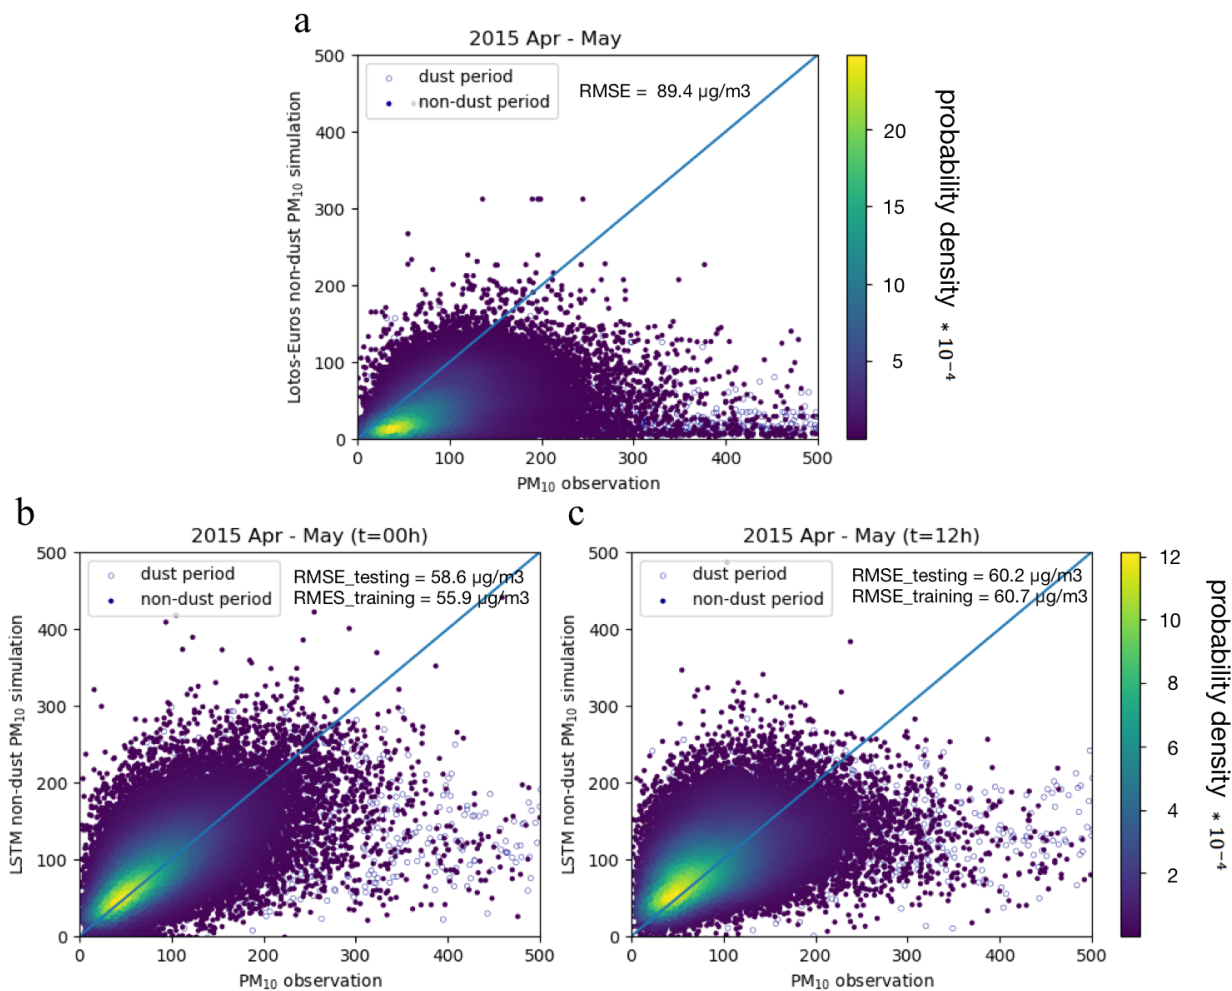 a
2015 Apr - May
500
400
300
200
100
0
Lotos-Euros non-dust PM₁₀ simulation
dust period
non-dust period
RMSE = 89.4 µg/m3
0 100 200 300 400 500
PM₁₀ observation
20
15
10
5
probability density * 10⁻⁴
b
2015 Apr - May (t=00h)
500
400
300
200
100
0
LSTM non-dust PM₁₀ simulation
dust period
non-dust period
RMSE_testing = 58.6 µg/m3
RMES_training = 55.9 µg/m3
0 100 200 300 400 500
PM₁₀ observation
c
2015 Apr - May (t=12h)
500
400
300
200
100
0
LSTM non-dust PM₁₀ simulation
dust period
non-dust period
RMSE_testing = 60.2 µg/m3
RMSE_training = 60.7 µg/m3
0 100 200 300 400 500
PM₁₀ observation
12
10
8
6
4
2
probability density * 10⁻⁴